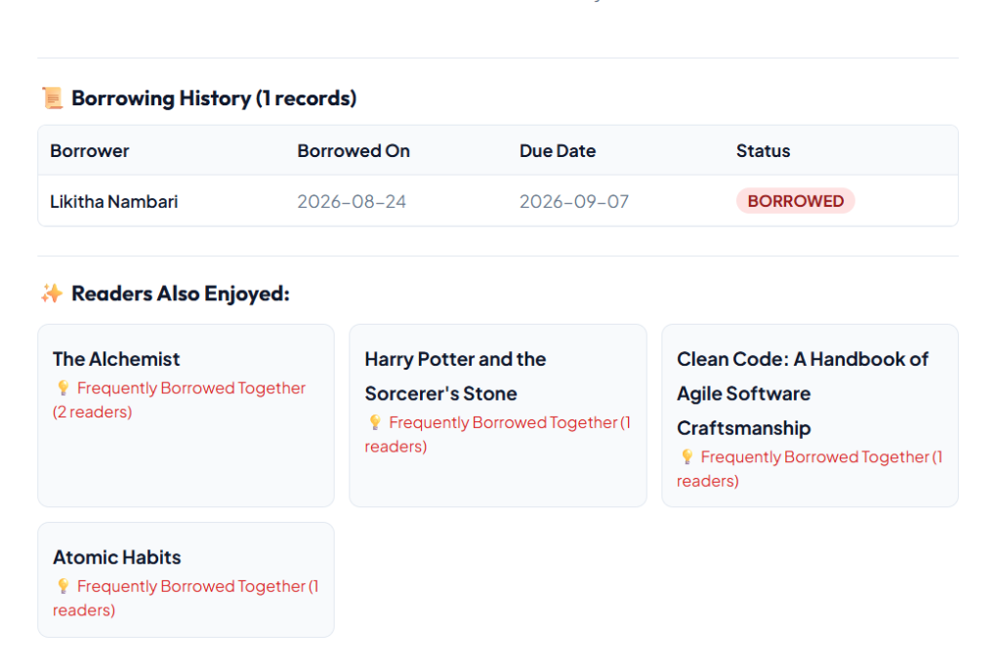 Borrowing History (1 records)
Borrower Borrowed On Due Date Status
Likitha Nambari 2026-08-24 2026-09-07 BORROWED
Readers Also Enjoyed:
The Alchemist
Frequently Borrowed Together
(2 readers)
Harry Potter and the
Sorcerer's Stone
Frequently Borrowed Together (1
readers)
Clean Code: A Handbook of
Agile Software
Craftsmanship
Frequently Borrowed Together (1
readers)
Atomic Habits
Frequently Borrowed Together (1
readers)